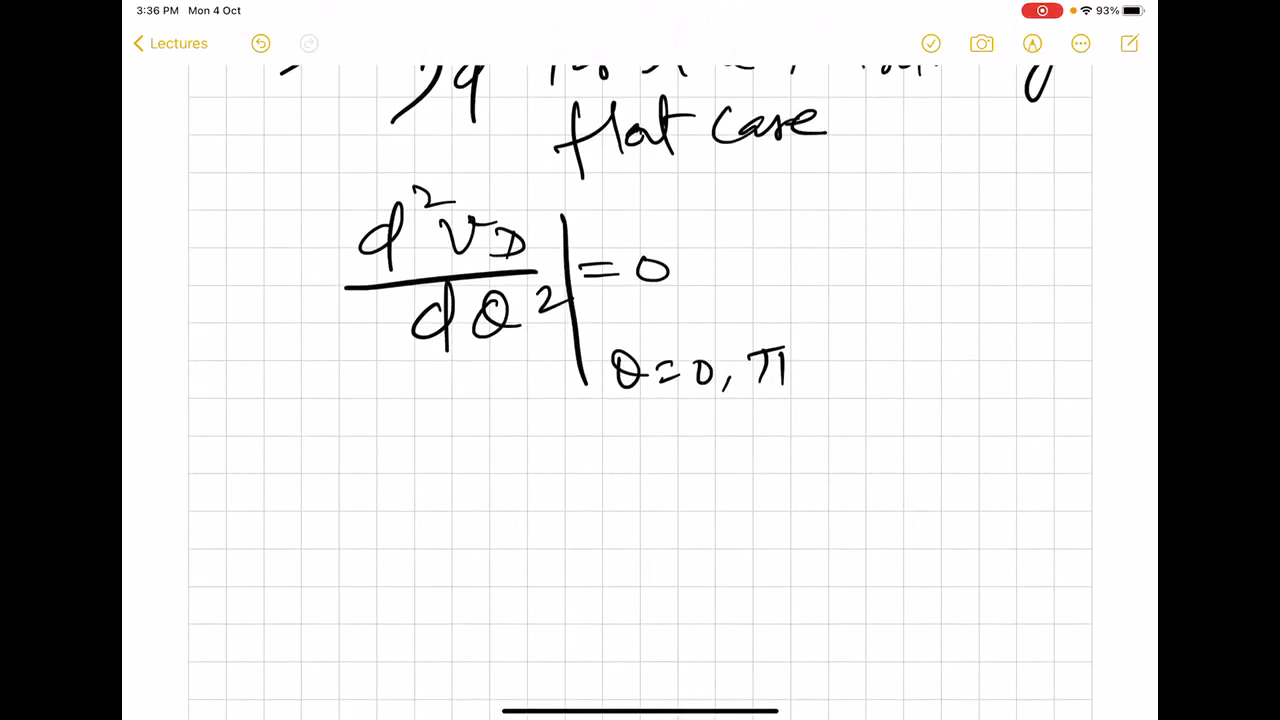 3:36 PM Mon 4 Oct 93%
Lectures
flat case
d²V_D / dθ² | = 0
θ = 0, π